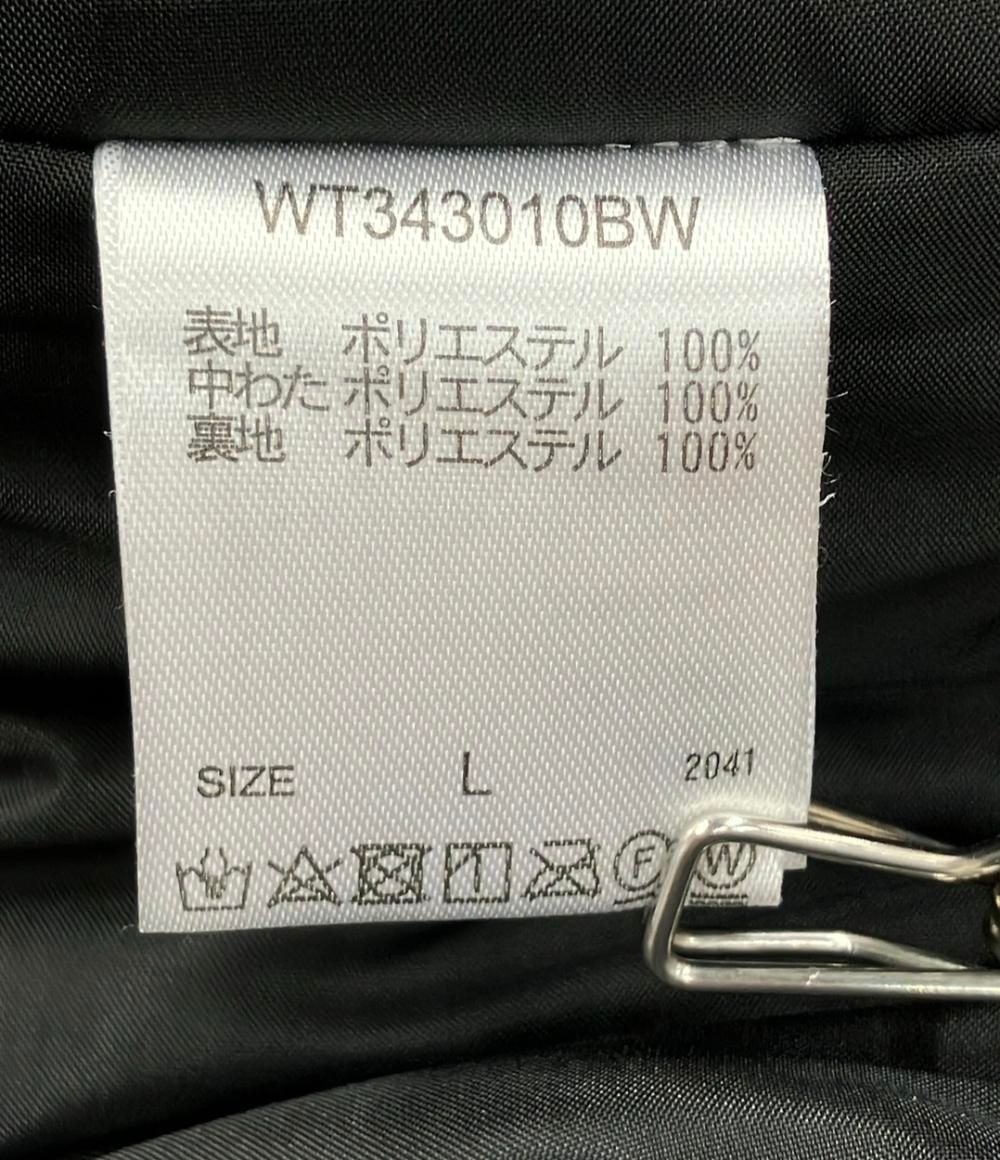 WT343010BW
表地 ポリエステル 100%
中わた ポリエステル 100%
裏地 ポリエステル 100%
SIZE L 2041
F W